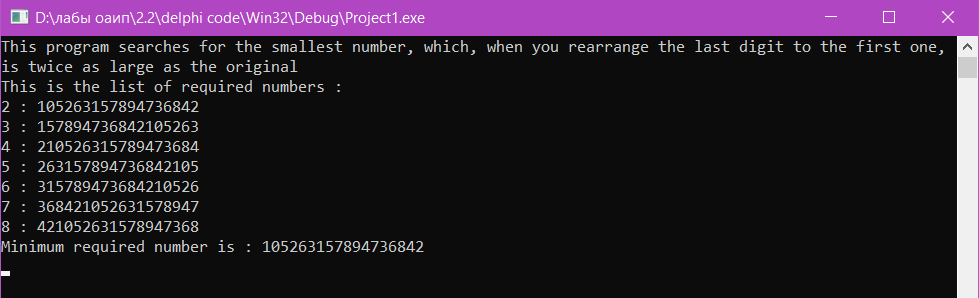 D:\лабы оаип\2.2\delphi code\Win32\Debug\Project1.exe
This program searches for the smallest number, which, when you rearrange the last digit to the first one,
is twice as large as the original
This is the list of required numbers :
2 : 105263157894736842
3 : 157894736842105263
4 : 210526315789473684
5 : 263157894736842105
6 : 315789473684210526
7 : 368421052631578947
8 : 421052631578947368
Minimum required number is : 105263157894736842